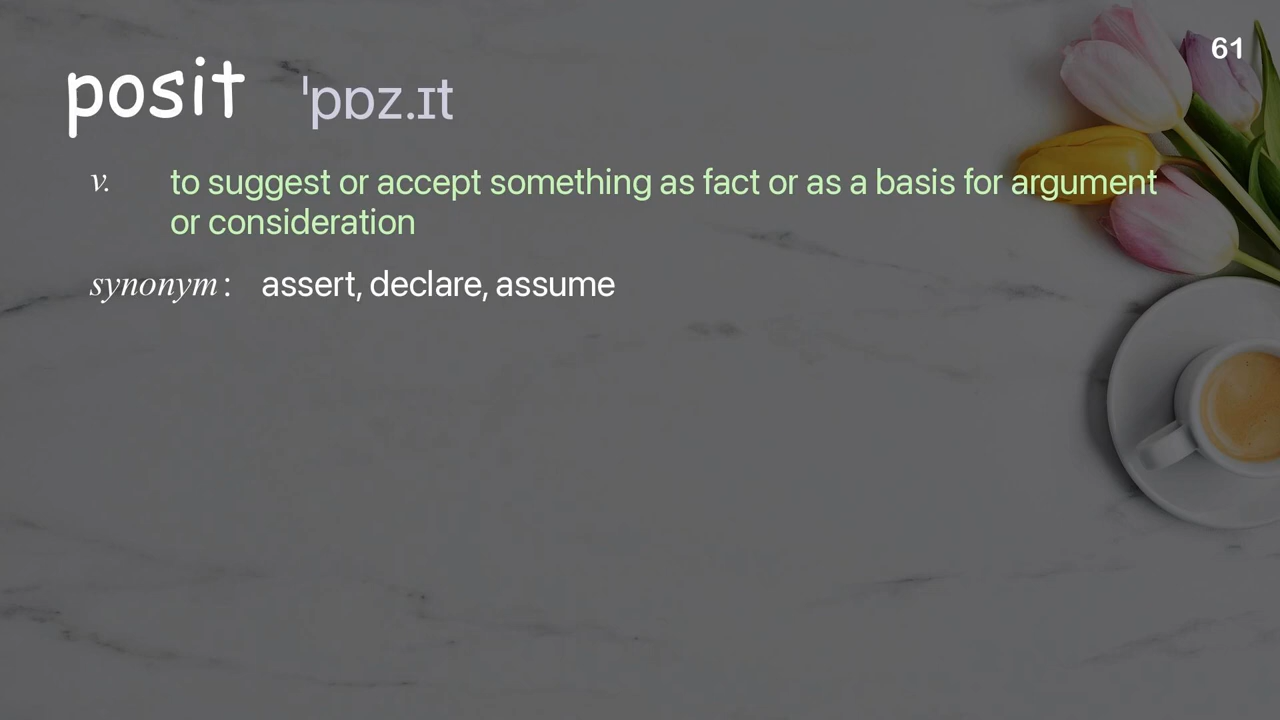 61
posit ˈpɒz.ɪt
v. to suggest or accept something as fact or as a basis for argument
or consideration
synonym : assert, declare, assume